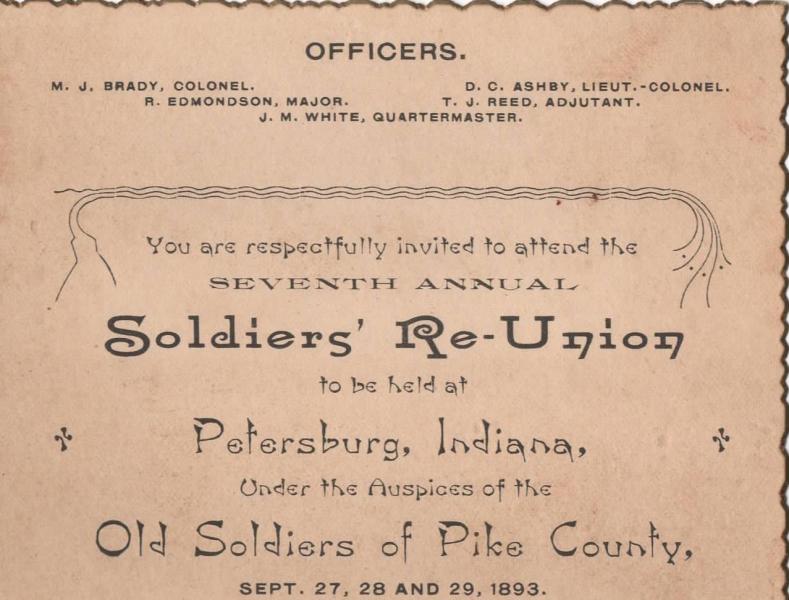 OFFICERS.
M. J. BRADY, COLONEL. D. C. ASHBY, LIEUT.-COLONEL.
R. EDMONDSON, MAJOR. T. J. REED, ADJUTANT.
J. M. WHITE, QUARTERMASTER.
You are respectfully invited to attend the
SEVENTH ANNUAL
Soldiers' Re-Union
to be held at
Petersburg, Indiana,
Under the Auspices of the
Old Soldiers of Pike County,
SEPT. 27, 28 AND 29, 1893.